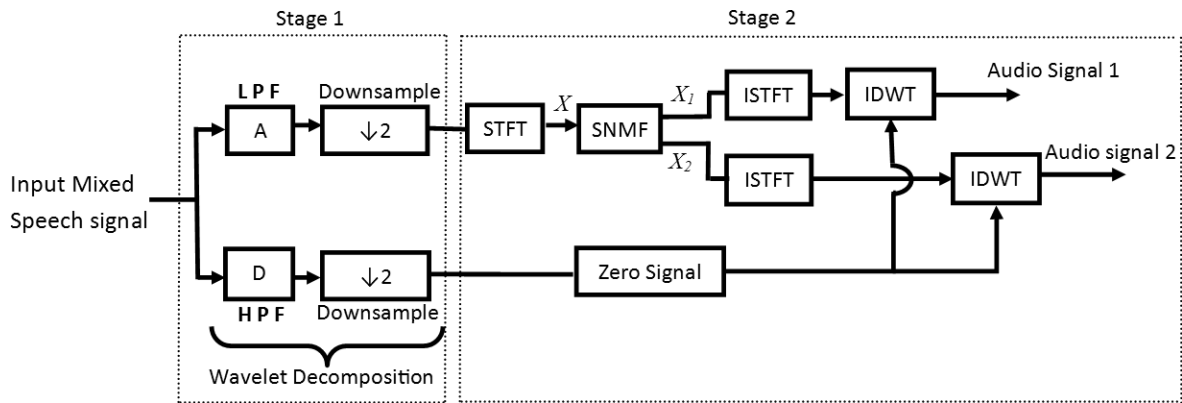 Stage 1
Stage 2
L P F
Downsample
A
↓2
STFT
X
SNMF
X₁
X₂
ISTFT
ISTFT
IDWT
IDWT
Audio Signal 1
Audio signal 2
Input Mixed
Speech signal
D
↓2
H P F
Downsample
Zero Signal
Wavelet Decomposition